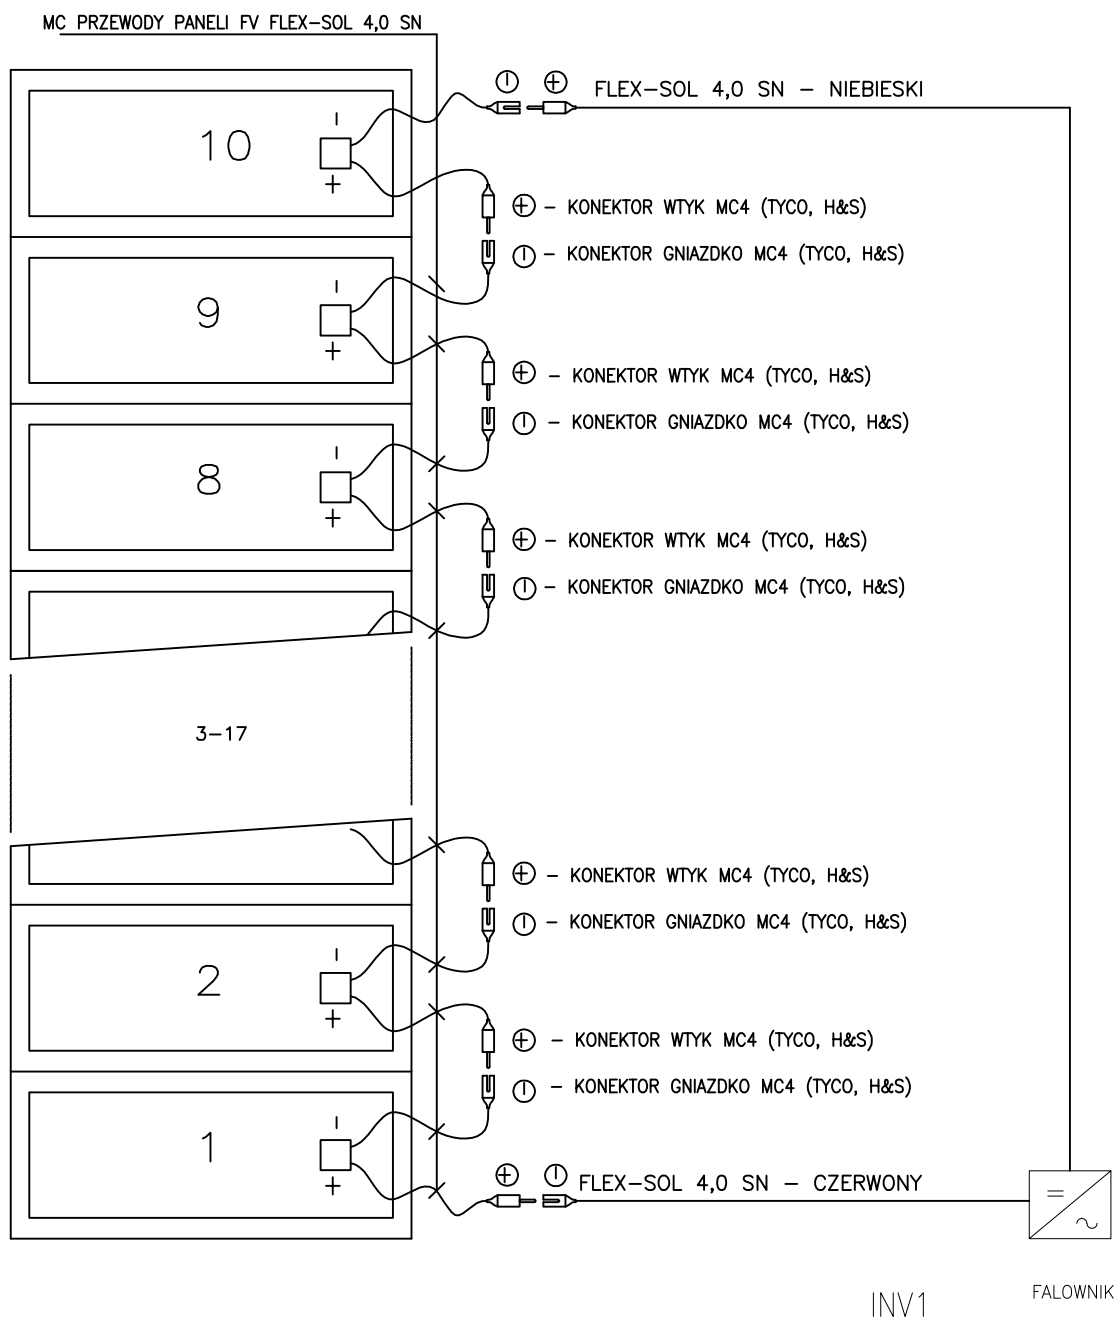 MC PRZEWODY PANELI FV FLEX-SOL 4,0 SN
FLEX-SOL 4,0 SN - NIEBIESKI
10
- KONEKTOR WTYK MC4 (TYCO, H&S)
- KONEKTOR GNIAZDKO MC4 (TYCO, H&S)
9
- KONEKTOR WTYK MC4 (TYCO, H&S)
- KONEKTOR GNIAZDKO MC4 (TYCO, H&S)
8
- KONEKTOR WTYK MC4 (TYCO, H&S)
- KONEKTOR GNIAZDKO MC4 (TYCO, H&S)
3-17
- KONEKTOR WTYK MC4 (TYCO, H&S)
- KONEKTOR GNIAZDKO MC4 (TYCO, H&S)
2
- KONEKTOR WTYK MC4 (TYCO, H&S)
- KONEKTOR GNIAZDKO MC4 (TYCO, H&S)
1
FLEX-SOL 4,0 SN - CZERWONY
FALOWNIK
INV1